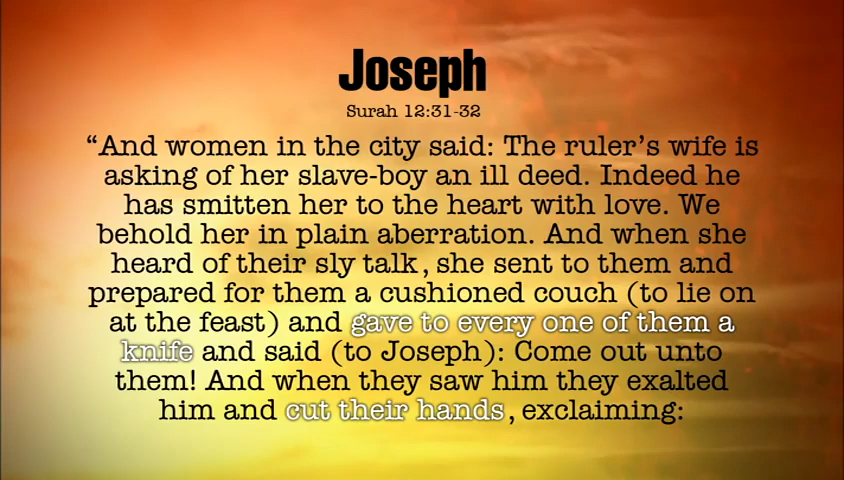 Joseph
Surah 12:31-32
“And women in the city said: The ruler’s wife is
asking of her slave-boy an ill deed. Indeed he
has smitten her to the heart with love. We
behold her in plain aberration. And when she
heard of their sly talk, she sent to them and
prepared for them a cushioned couch (to lie on
at the feast) and gave to every one of them a
knife and said (to Joseph): Come out unto
them! And when they saw him they exalted
him and cut their hands, exclaiming: